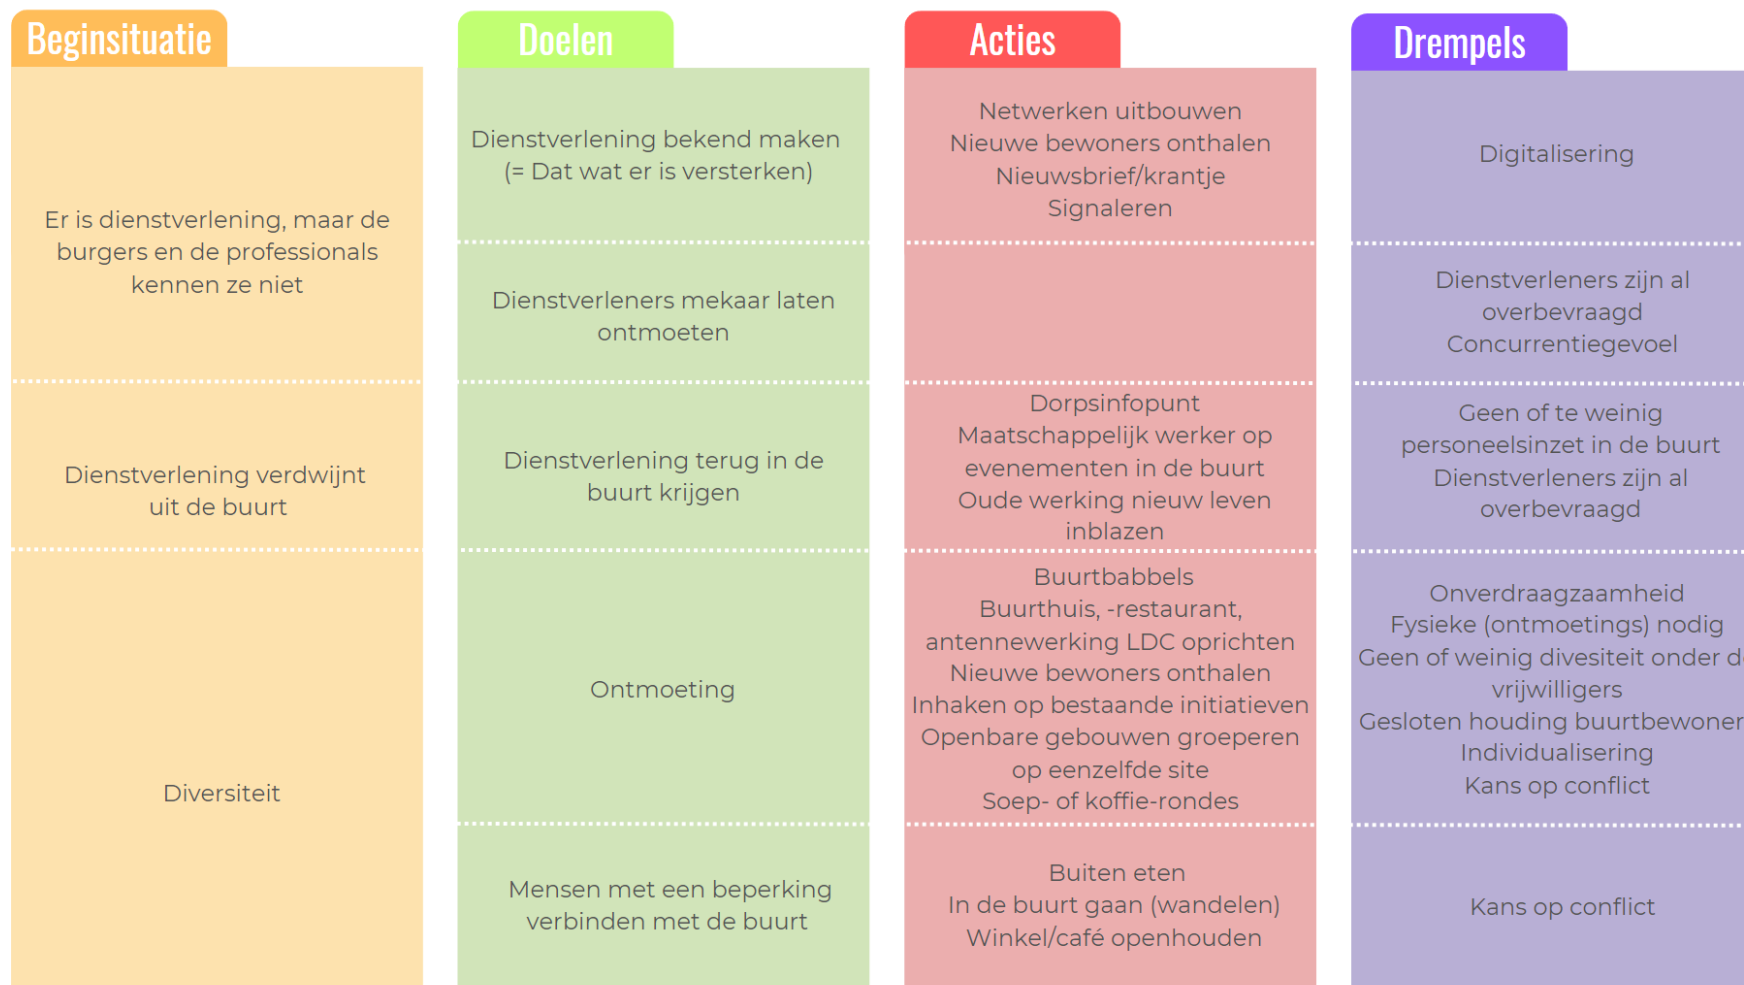 Beginsituatie
Er is dienstverlening, maar de
burgers en de professionals
kennen ze niet
Dienstverlening verdwijnt
uit de buurt
Diversiteit
Doelen
Dienstverlening bekend maken
(= Dat wat er is versterken)
Dienstverleners mekaar laten
ontmoeten
Dienstverlening terug in de
buurt krijgen
Ontmoeting
Mensen met een beperking
verbinden met de buurt
Acties
Netwerken uitbouwen
Nieuwe bewoners onthalen
Nieuwsbrief/krantje
Signaleren
Dorpsinfopunt
Maatschappelijk werker op
evenementen in de buurt
Oude werking nieuw leven
inblazen
Buurtbabbels
Buurthuis, -restaurant,
antennewerking LDC oprichten
Nieuwe bewoners onthalen
Inhaken op bestaande initiatieven
Openbare gebouwen groeperen
op eenzelfde site
Soep- of koffie-rondes
Buiten eten
In de buurt gaan (wandelen)
Winkel/café openhouden
Drempels
Digitalisering
Dienstverleners zijn al
overbevraagd
Concurrentiegevoel
Geen of te weinig
personeelsinzet in de buurt
Dienstverleners zijn al
overbevraagd
Onverdraagzaamheid
Fysieke (ontmoetings) nodig
Geen of weinig divesiteit onder
vrijwilligers
Gesloten houding
Individualisering
Kans op conflict
Kans op conflict